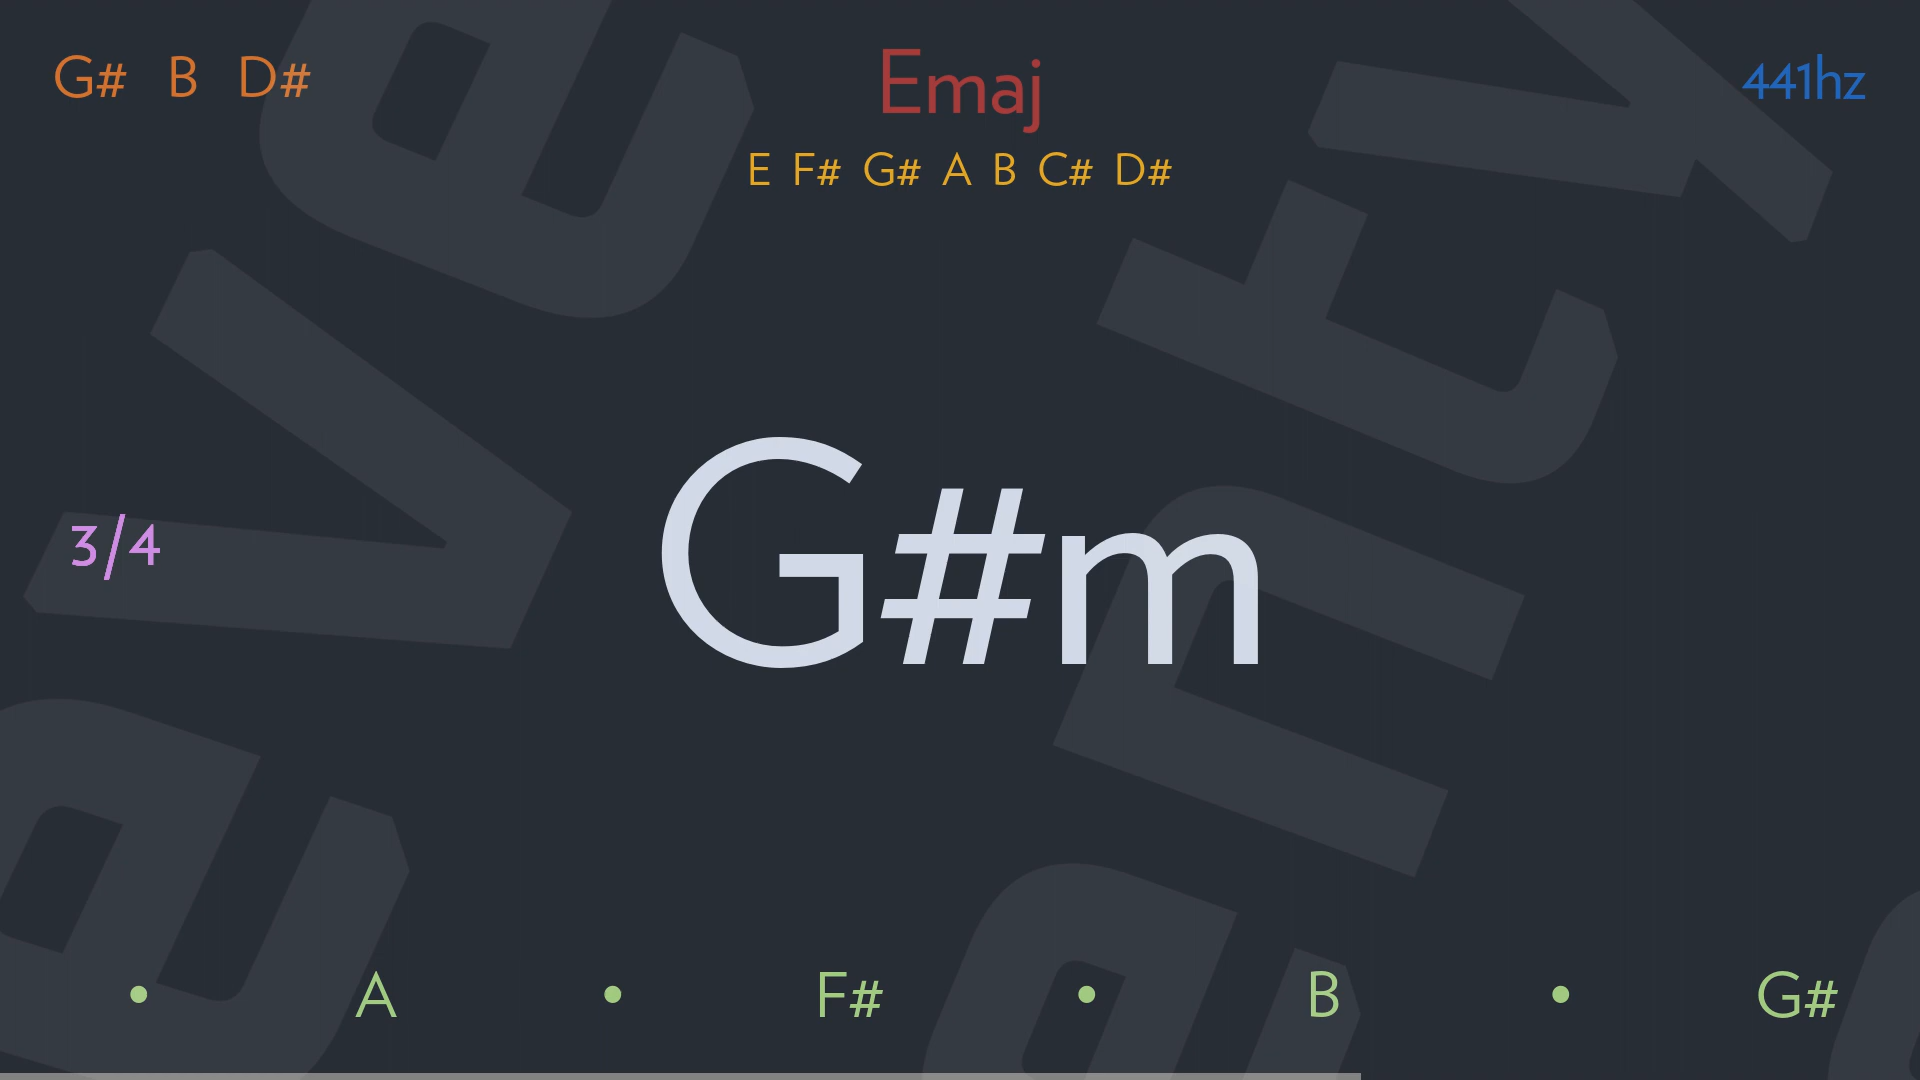 G# B D#
Emaj
441hz
E F# G# A B C# D#
3/4
G#m
• A • F# • B • G#